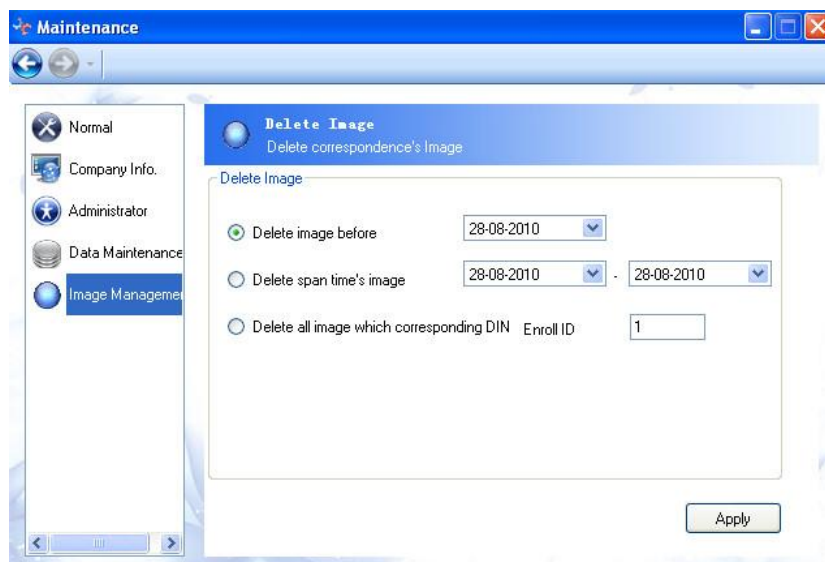 Maintenance
Normal
Company Info.
Administrator
Data Maintenance
Image Managemen
Delete Image
Delete correspondence's Image
Delete Image
Delete image before 28-08-2010
Delete span time's image 28-08-2010 - 28-08-2010
Delete all image which corresponding DIN Enroll ID 1
Apply